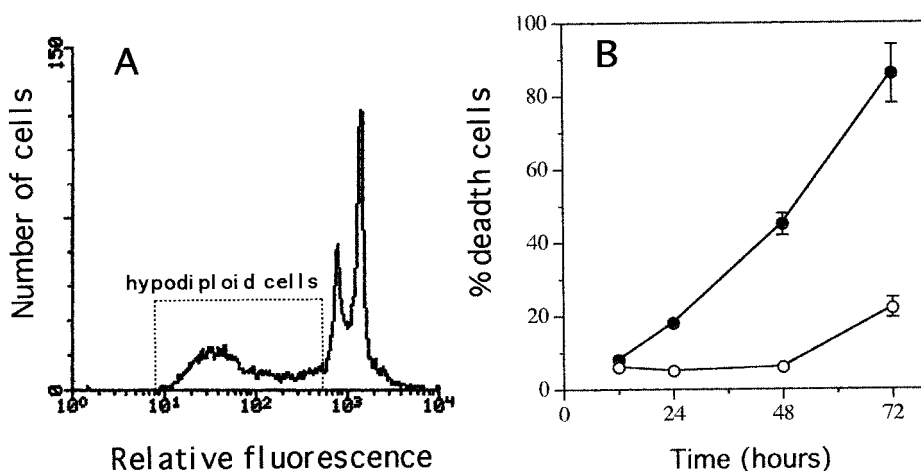 A
150
Number of cells
hypodiploid cells
0
10⁰ 10¹ 10² 10³ 10⁴
Relative fluorescence
B
100
80
60
40
20
0
% deadth cells
0 24 48 72
Time (hours)